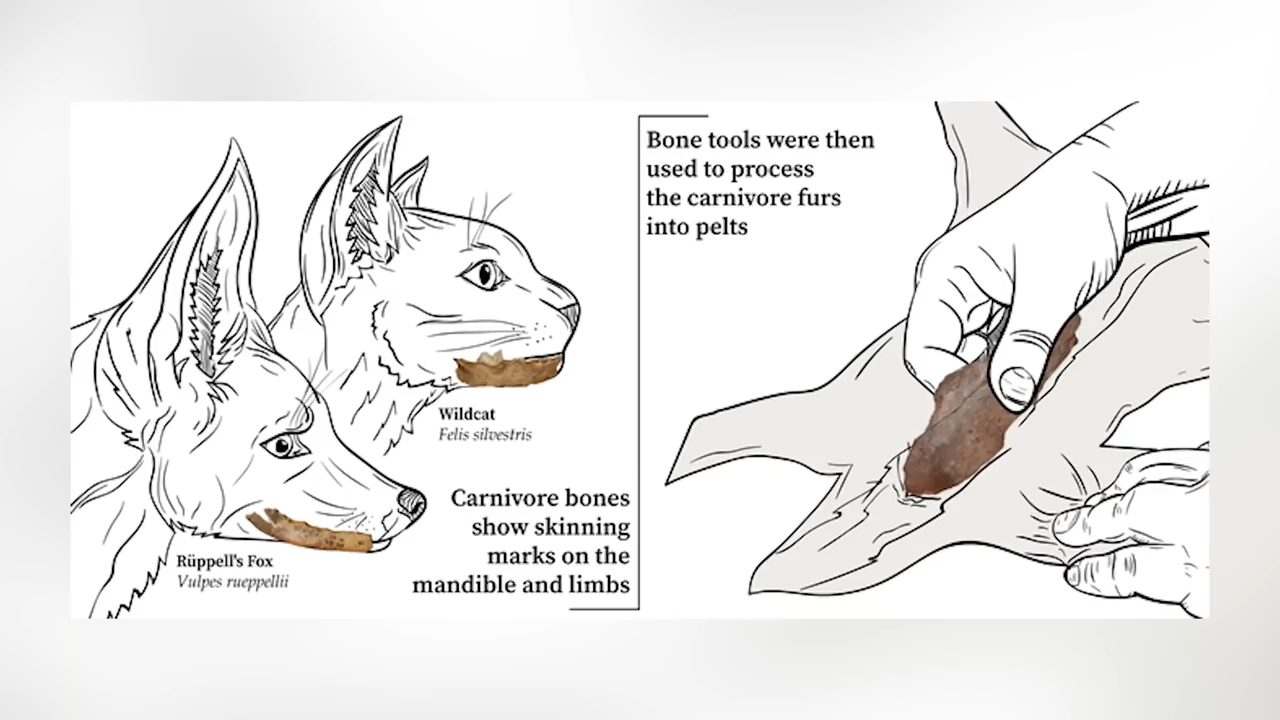 Wildcat
Felis silvestris
Rüppell's Fox
Vulpes rueppellii
Carnivore bones
show skinning
marks on the
mandible and limbs
Bone tools were then
used to process
the carnivore furs
into pelts